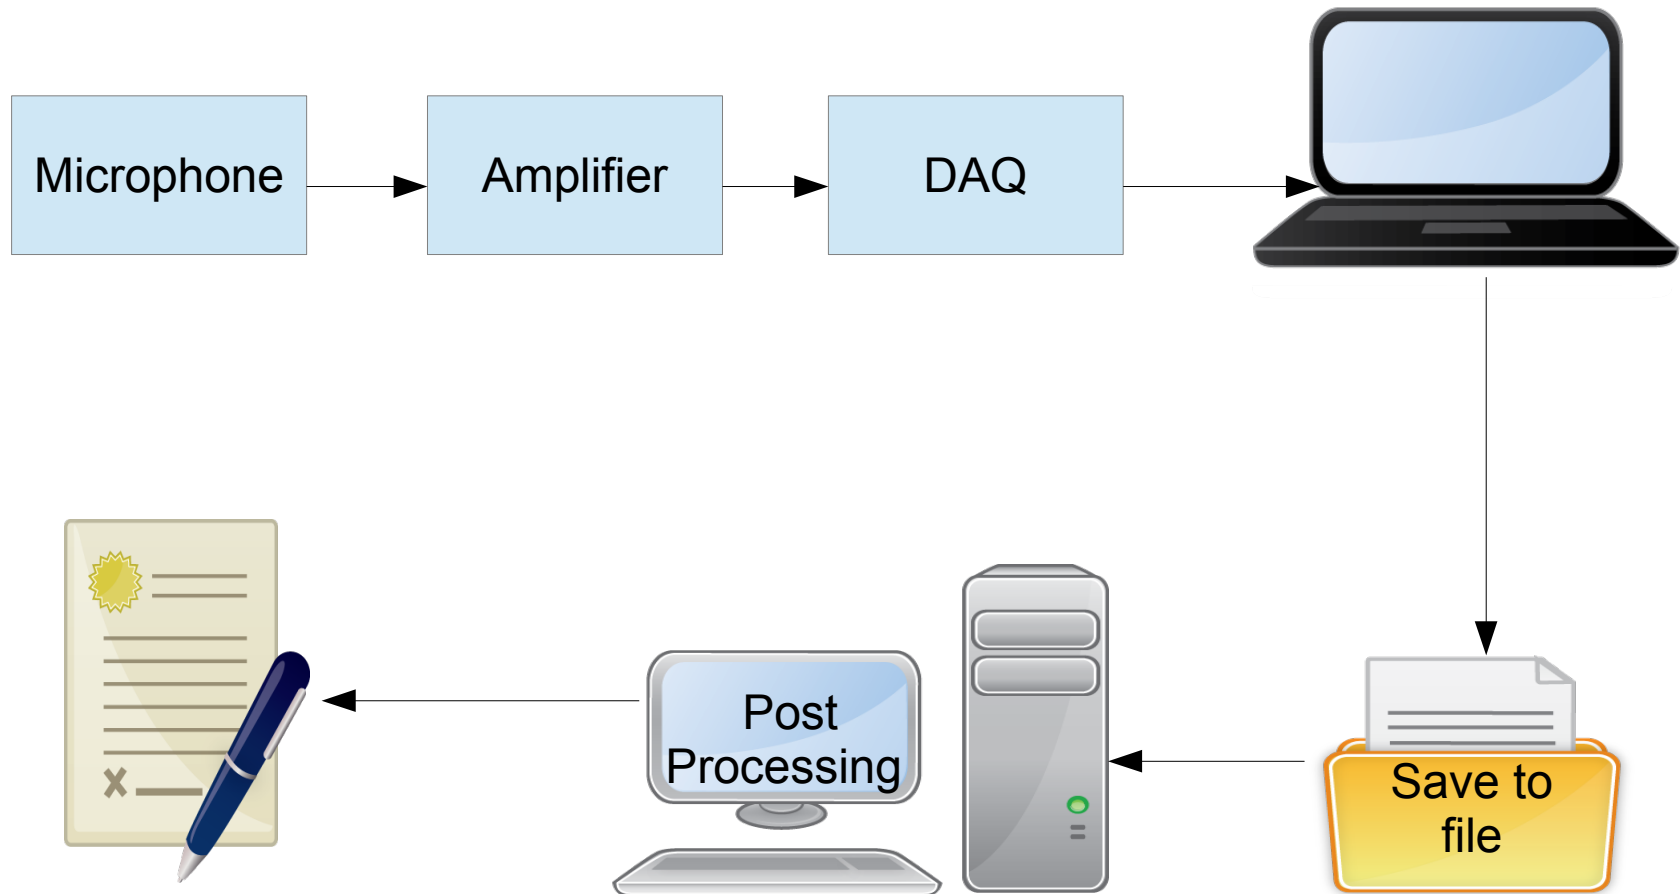 Microphone
Amplifier
DAQ
Post
Processing
Save to
file